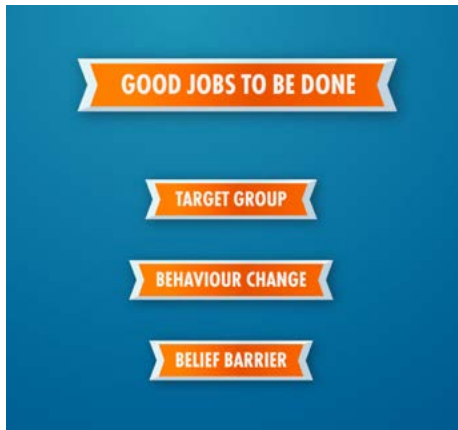 GOOD JOBS TO BE DONE
TARGET GROUP
BEHAVIOUR CHANGE
BELIEF BARRIER